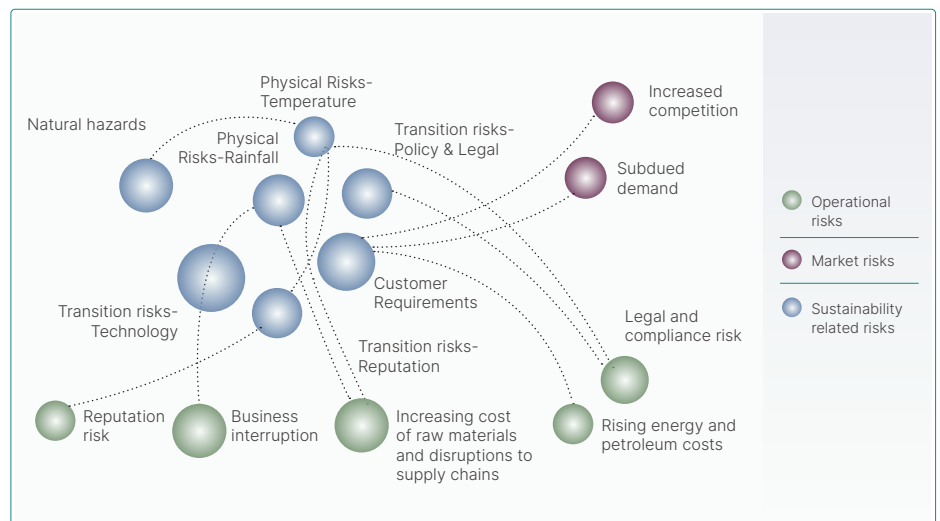 Physical Risks-
Temperature
Natural hazards
Physical
Risks-Rainfall
Transition risks-
Policy & Legal
Increased
competition
Subdued
demand
Customer
Requirements
Transition risks-
Technology
Transition risks-
Reputation
Legal and
compliance risk
Reputation
risk
Business
interruption
Increasing cost
of raw materials
and disruptions to
supply chains
Rising energy and
petroleum costs
Operational
risks
Market risks
Sustainability
related risks